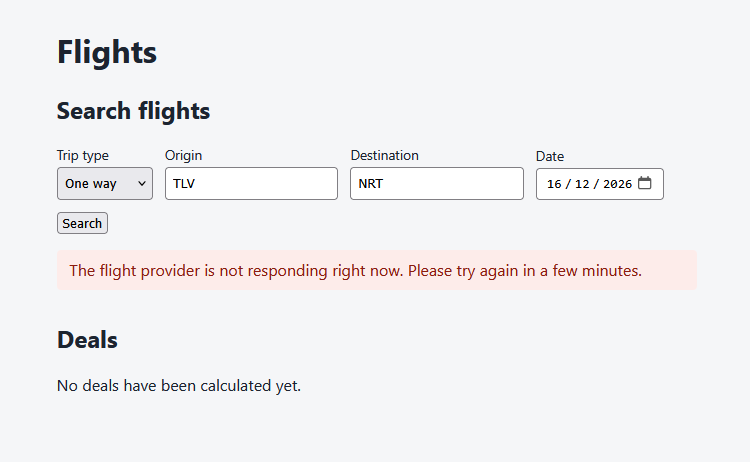 Flights
Search flights
Trip type
Origin
Destination
Date
One way
TLV
NRT
16 / 12 / 2026
Search
The flight provider is not responding right now. Please try again in a few minutes.
Deals
No deals have been calculated yet.